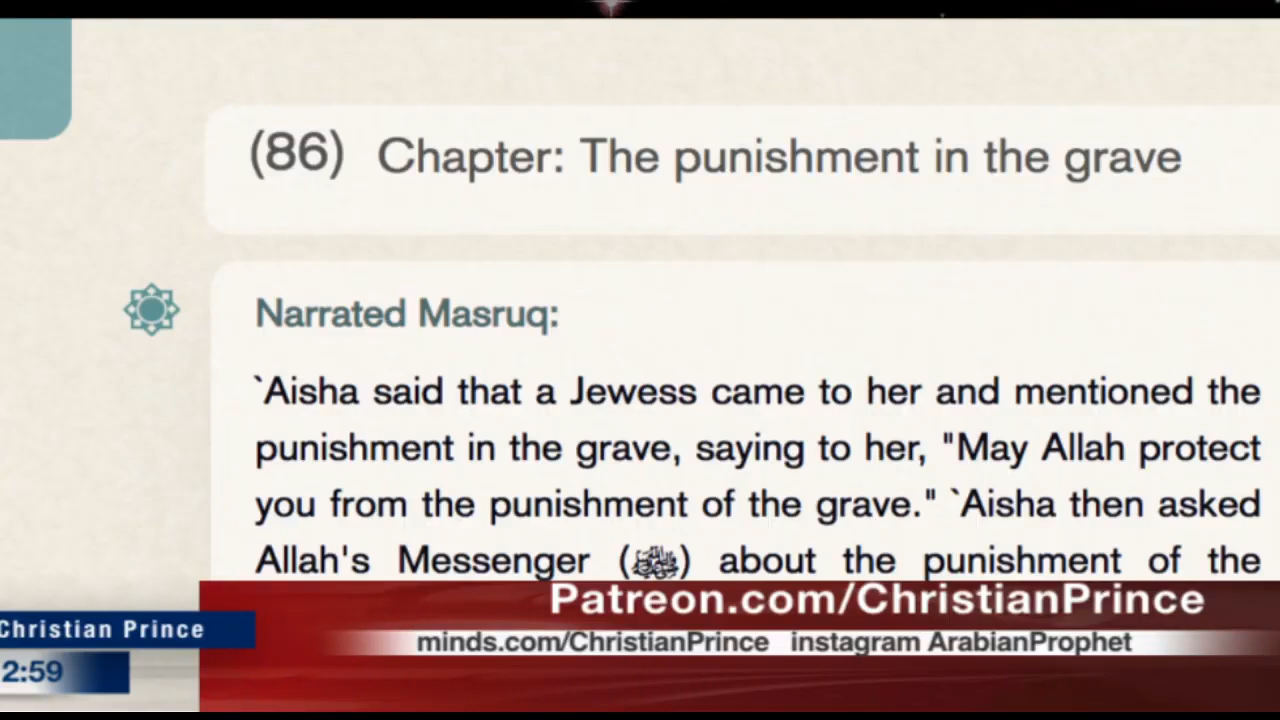 (86) Chapter: The punishment in the grave
Narrated Masruq:
`Aisha said that a Jewess came to her and mentioned the
punishment in the grave, saying to her, "May Allah protect
you from the punishment of the grave." `Aisha then asked
Allah's Messenger (ﷺ) about the punishment of the
Patreon.com/ChristianPrince
Christian Prince
minds.com/ChristianPrince instagram ArabianProphet
2:59